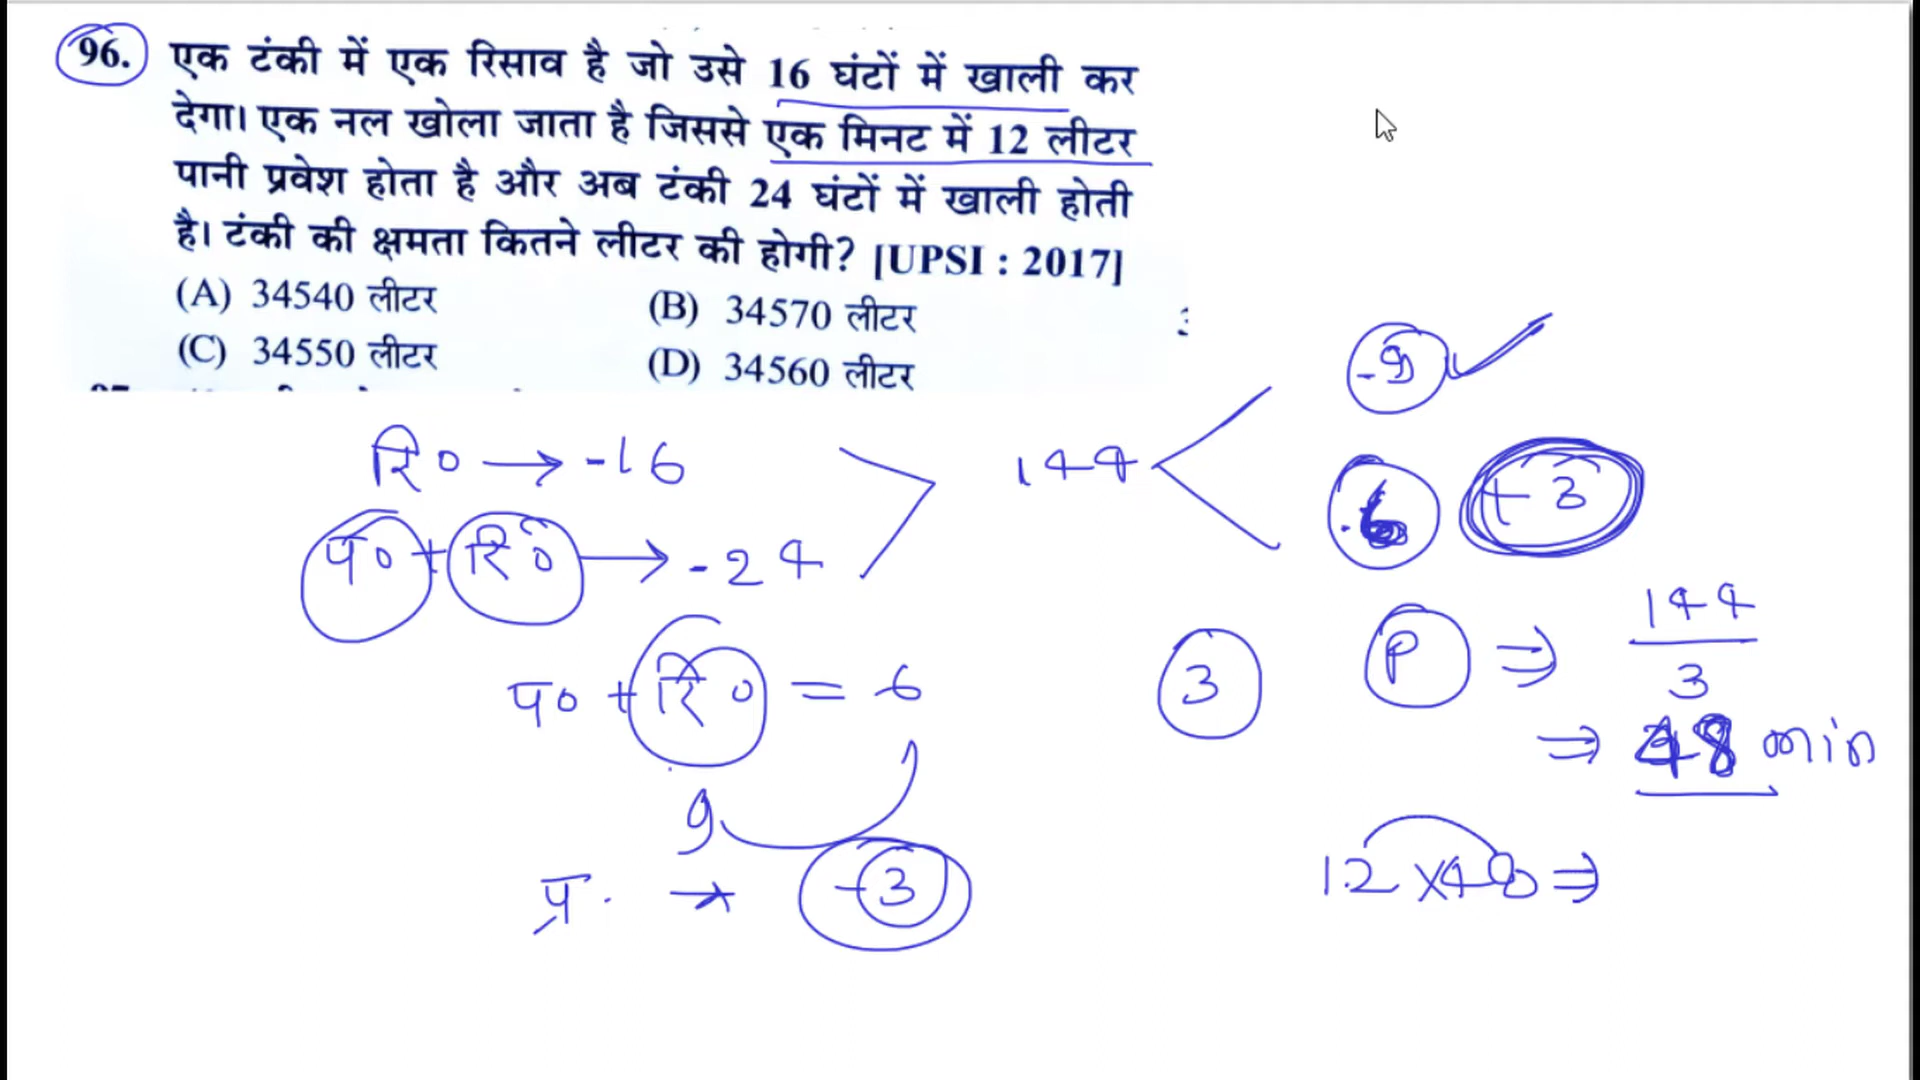 96. एक टंकी में एक रिसाव है जो उसे 16 घंटों में खाली कर
देगा। एक नल खोला जाता है जिससे एक मिनट में 12 लीटर
पानी प्रवेश होता है और अब टंकी 24 घंटों में खाली होती
है। टंकी की क्षमता कितने लीटर की होगी? [UPSI : 2017]
(A) 34540 लीटर (B) 34570 लीटर
(C) 34550 लीटर (D) 34560 लीटर
-9
रि० → -16 144
-6 +3
प० + रि० → -24
144
3
प० + रि० = -6 3 P ⇒
⇒ 48 min
9
प्र. → +3 12 × 48 ⇒